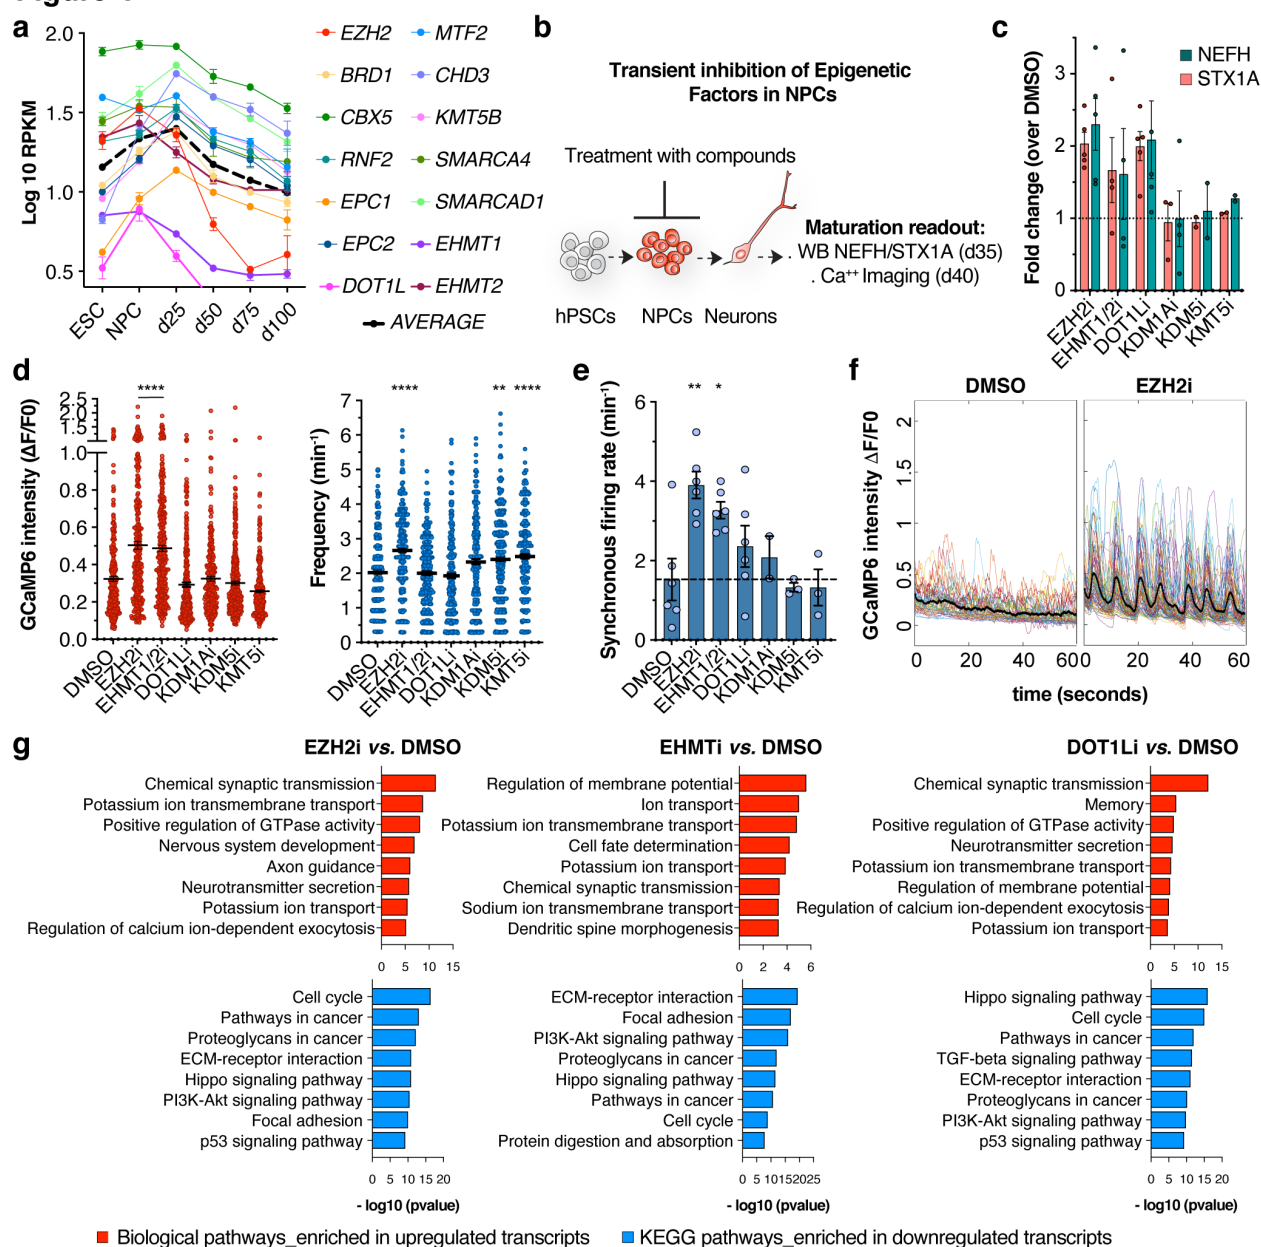 a
2.0
1.5
1.0
0.5
Log 10 RPKM
ESC
NPC
d25
d50
d75
d100
EZH2
MTF2
BRD1
CHD3
CBX5
KMT5B
RNF2
SMARCA4
EPC1
SMARCAD1
EPC2
EHMT1
DOT1L
EHMT2
AVERAGE
b
Transient inhibition of Epigenetic
Factors in NPCs
Treatment with compounds
Maturation readout:
. WB NEFH/STX1A (d35)
. Ca++ Imaging (d40)
hPSCs
NPCs
Neurons
c
NEFH
STX1A
Fold change (over DMSO)
3
2
1
0
EZH2i
EHMT1/2i
DOT1Li
KDM1Ai
KDM5i
KMT5i
d
GCaMP6 intensity (ΔF/F0)
2.5
2.0
1.5
1.0
0.8
0.6
0.4
0.2
0.0
****
DMSO
EZH2i
EHMT1/2i
DOT1Li
KDM1Ai
KDM5i
KMT5i
Frequency (min-1)
7
6
5
4
3
2
1
0
****
**
****
DMSO
EZH2i
EHMT1/2i
DOT1Li
KDM1Ai
KDM5i
KMT5i
e
Synchronous firing rate (min-1)
6
4
2
0
**
*
DMSO
EZH2i
EHMT1/2i
DOT1Li
KDM1Ai
KDM5i
KMT5i
f
DMSO
EZH2i
GCaMP6 intensity ΔF/F0
2
1.5
1
0.5
0
0 20 40 60
0 20 40 60
time (seconds)
g
EZH2i vs. DMSO
Chemical synaptic transmission
Potassium ion transmembrane transport
Positive regulation of GTPase activity
Nervous system development
Axon guidance
Neurotransmitter secretion
Potassium ion transport
Regulation of calcium ion-dependent exocytosis
0 5 10 15
Cell cycle
Pathways in cancer
Proteoglycans in cancer
ECM-receptor interaction
Hippo signaling pathway
PI3K-Akt signaling pathway
Focal adhesion
p53 signaling pathway
0 5 10 15 20
- log10 (pvalue)
EHMTi vs. DMSO
Regulation of membrane potential
Ion transport
Potassium ion transmembrane transport
Cell fate determination
Potassium ion transport
Chemical synaptic transmission
Sodium ion transmembrane transport
Dendritic spine morphogenesis
0 2 4 6
ECM-receptor interaction
Focal adhesion
PI3K-Akt signaling pathway
Proteoglycans in cancer
Hippo signaling pathway
Pathways in cancer
Cell cycle
Protein digestion and absorption
0 5 10 15 20 25
- log10 (pvalue)
DOT1Li vs. DMSO
Chemical synaptic transmission
Memory
Positive regulation of GTPase activity
Neurotransmitter secretion
Potassium ion transmembrane transport
Regulation of membrane potential
Regulation of calcium ion-dependent exocytosis
Potassium ion transport
0 5 10 15
Hippo signaling pathway
Cell cycle
Pathways in cancer
TGF-beta signaling pathway
ECM-receptor interaction
Proteoglycans in cancer
PI3K-Akt signaling pathway
p53 signaling pathway
0 5 10 15 20
- log10 (pvalue)
Biological pathways_enriched in upregulated transcripts
KEGG pathways_enriched in downregulated transcripts